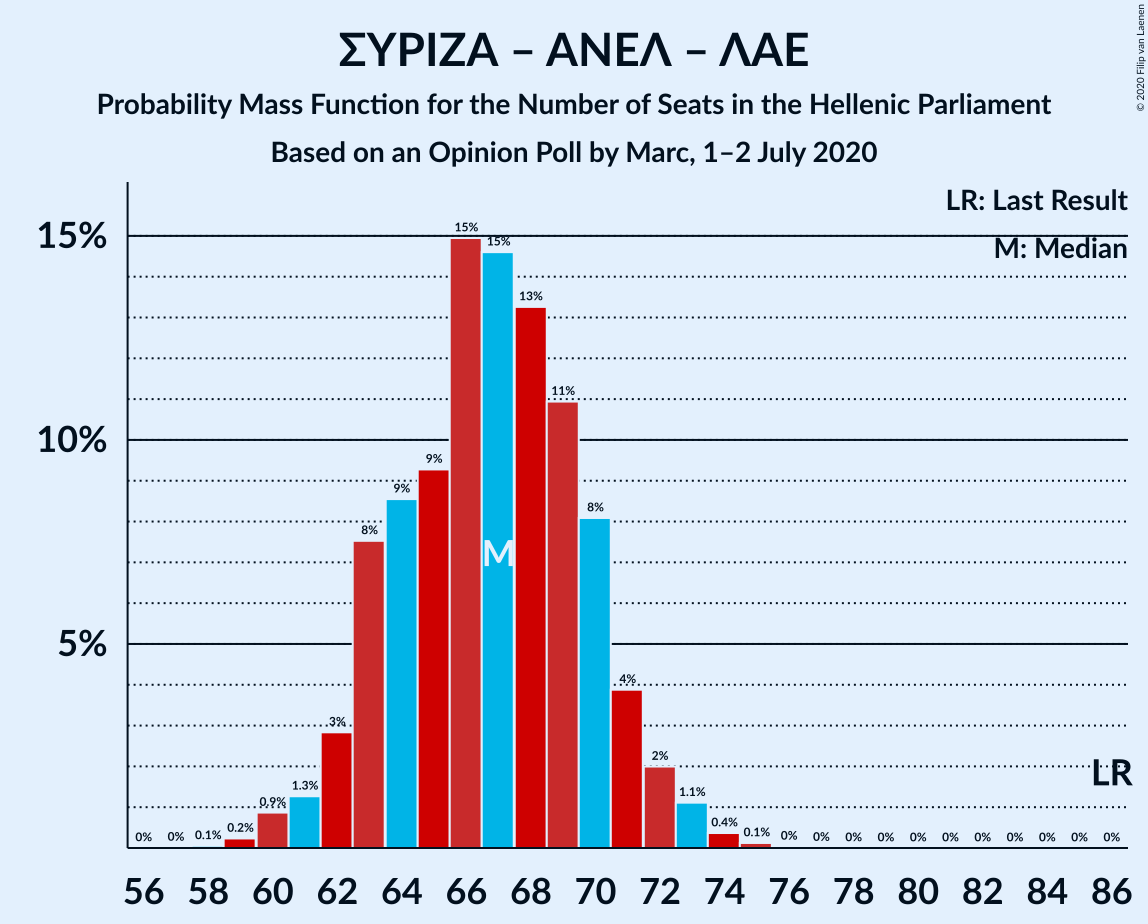 ΣΥΡΙΖΑ – ΑΝΕΛ – ΛΑΕ
Probability Mass Function for the Number of Seats in the Hellenic Parliament
Based on an Opinion Poll by Marc, 1–2 July 2020
© 2020 Filip van Laenen
LR: Last Result
M: Median
15%
10%
5%
0% 0% 0.1% 0.2% 0.9% 1.3% 3% 8% 9% 9% 15% 15% 13% 11% 8% 4% 2% 1.1% 0.4% 0.1% 0% 0% 0% 0% 0% 0% 0% 0% 0% 0% 0%
M
LR
56 58 60 62 64 66 68 70 72 74 76 78 80 82 84 86